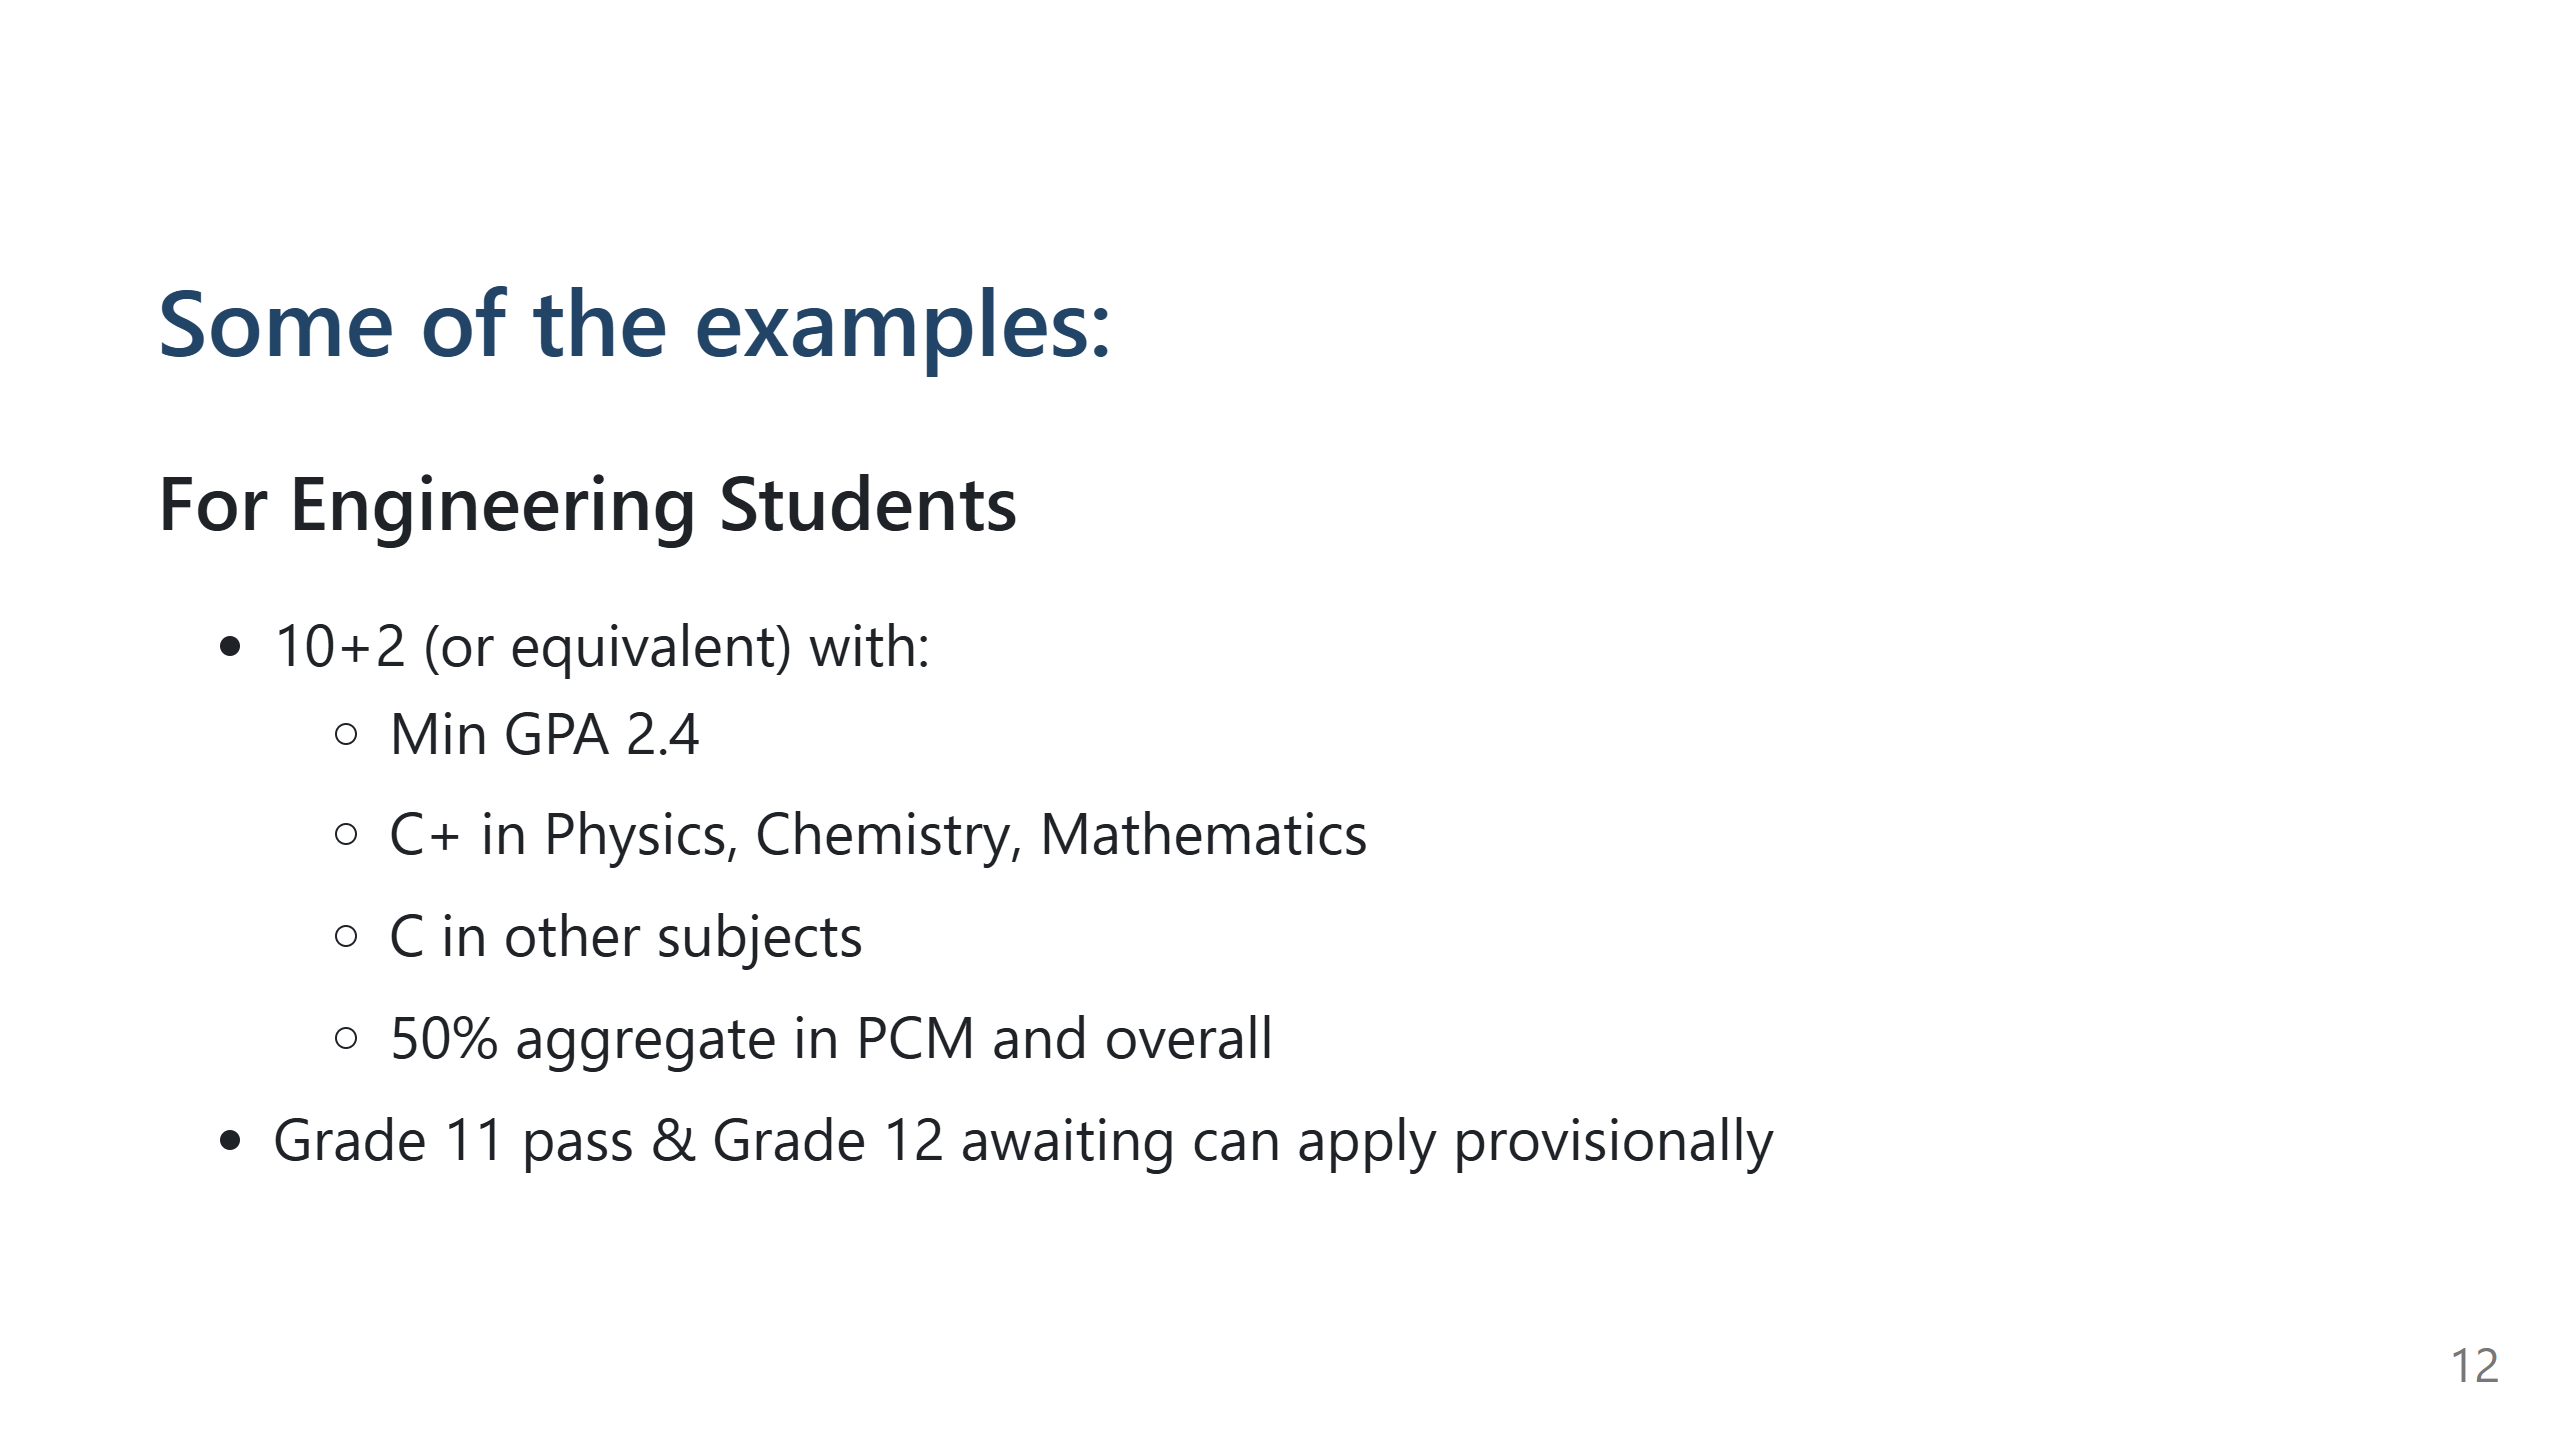 Some of the examples:
For Engineering Students
10+2 (or equivalent) with:
Min GPA 2.4
C+ in Physics, Chemistry, Mathematics
C in other subjects
50% aggregate in PCM and overall
Grade 11 pass & Grade 12 awaiting can apply provisionally
12